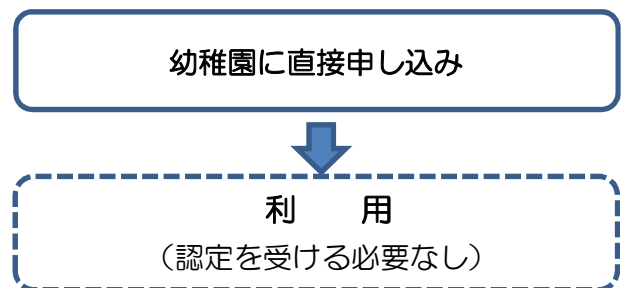 幼稚園に直接申し込み
利　　用
（認定を受ける必要なし）